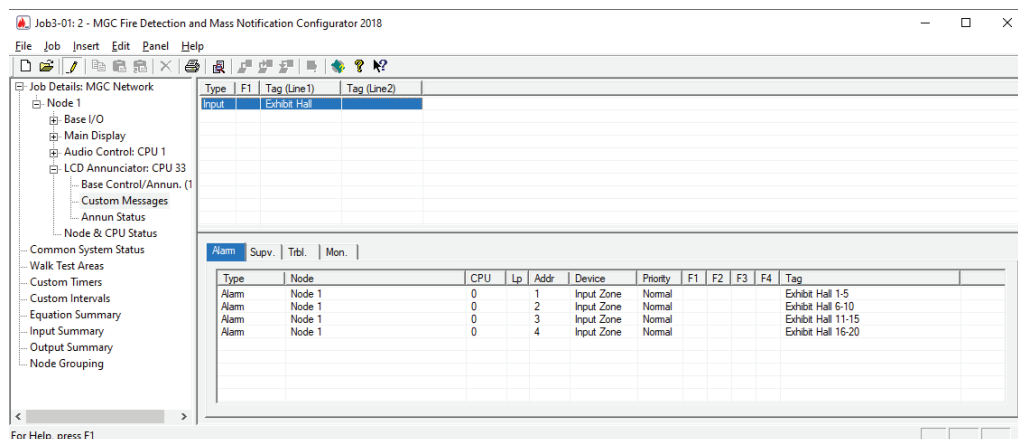 Job3-01: 2 - MGC Fire Detection and Mass Notification Configurator 2018
File Job Insert Edit Panel Help
Job Details: MGC Network
Node 1
Base I/O
Main Display
Audio Control: CPU 1
LCD Annunciator: CPU 33
Base Control/Annun. (1
Custom Messages
Annun Status
Node & CPU Status
Common System Status
Walk Test Areas
Custom Timers
Custom Intervals
Equation Summary
Input Summary
Output Summary
Node Grouping
Type F1 Tag (Line1) Tag (Line2)
Input Exhibit Hall
Alarm Supv. Trbl. Mon.
Type Node CPU Lp Addr Device Priority F1 F2 F3 F4 Tag
Alarm Node 1 0 1 Input Zone Normal Exhibit Hall 1-5
Alarm Node 1 0 2 Input Zone Normal Exhibit Hall 6-10
Alarm Node 1 0 3 Input Zone Normal Exhibit Hall 11-15
Alarm Node 1 0 4 Input Zone Normal Exhibit Hall 16-20
For Help, press F1